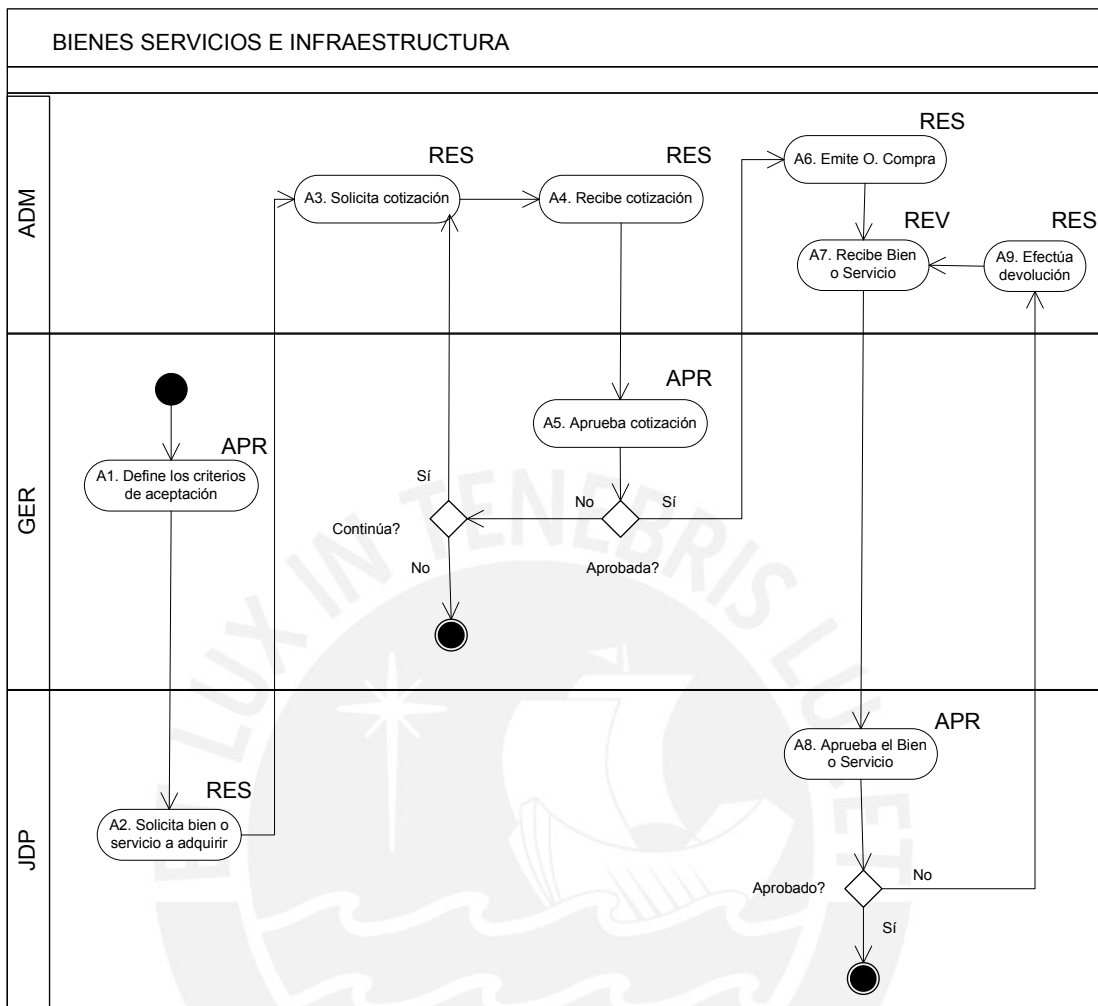 BIENES SERVICIOS E INFRAESTRUCTURA
ADM
RES
A3. Solicita cotización
RES
A4. Recibe cotización
RES
A6. Emite O. Compra
REV
A7. Recibe Bien
o Servicio
RES
A9. Efectúa
devolución
GER
APR
A1. Define los criterios
de aceptación
APR
A5. Aprueba cotización
Sí
Continúa?
No
No
Sí
Aprobada?
JDP
RES
A2. Solicita bien o
servicio a adquirir
APR
A8. Aprueba el Bien
o Servicio
Aprobado?
No
Sí
LUX IN TENEBRIS